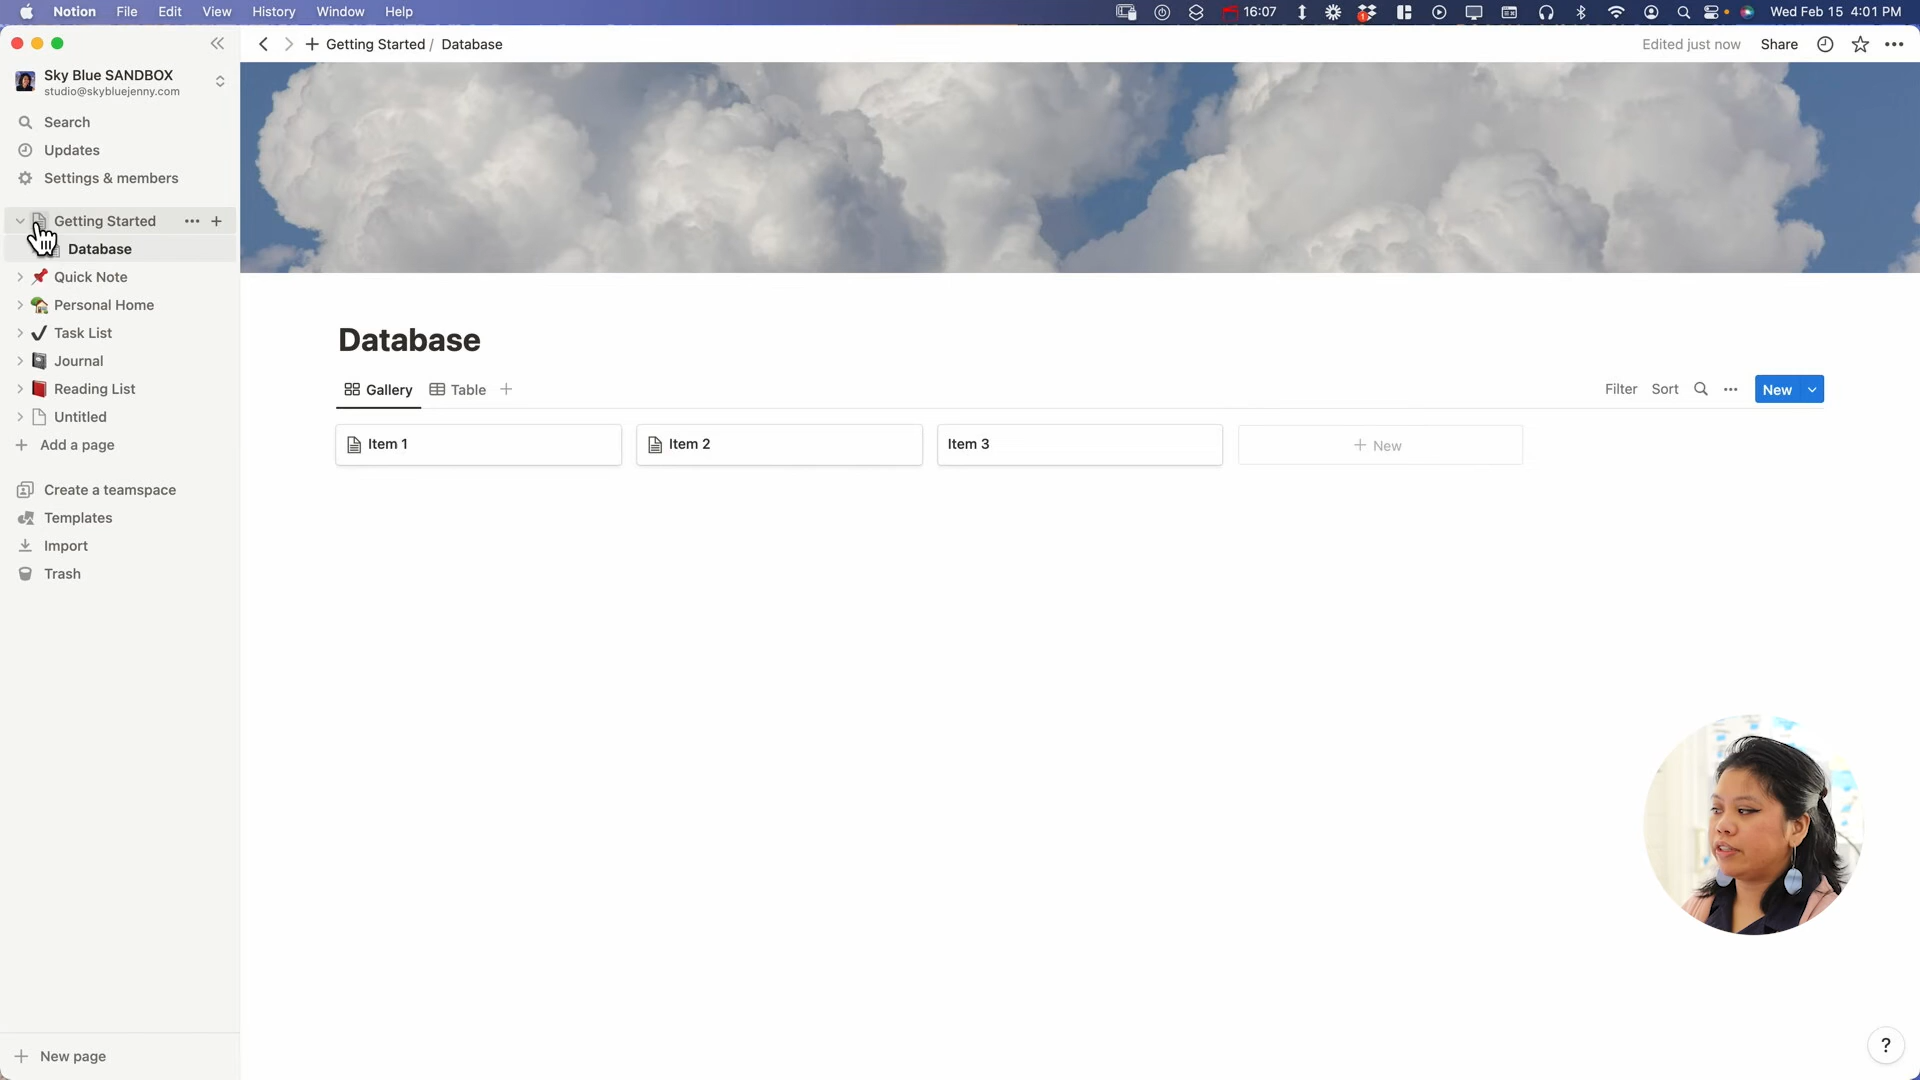 Notion File Edit View History Window Help 16:07 Wed Feb 15 4:01 PM
Getting Started / Database Edited just now Share
Sky Blue SANDBOX
studio@skybluejenny.com
Search
Updates
Settings & members
Getting Started
Database
Quick Note
Personal Home
Task List
Journal
Reading List
Untitled
Add a page
Create a teamspace
Templates
Import
Trash
New page
Database
Gallery Table Filter Sort New
Item 1 Item 2 Item 3 New
?